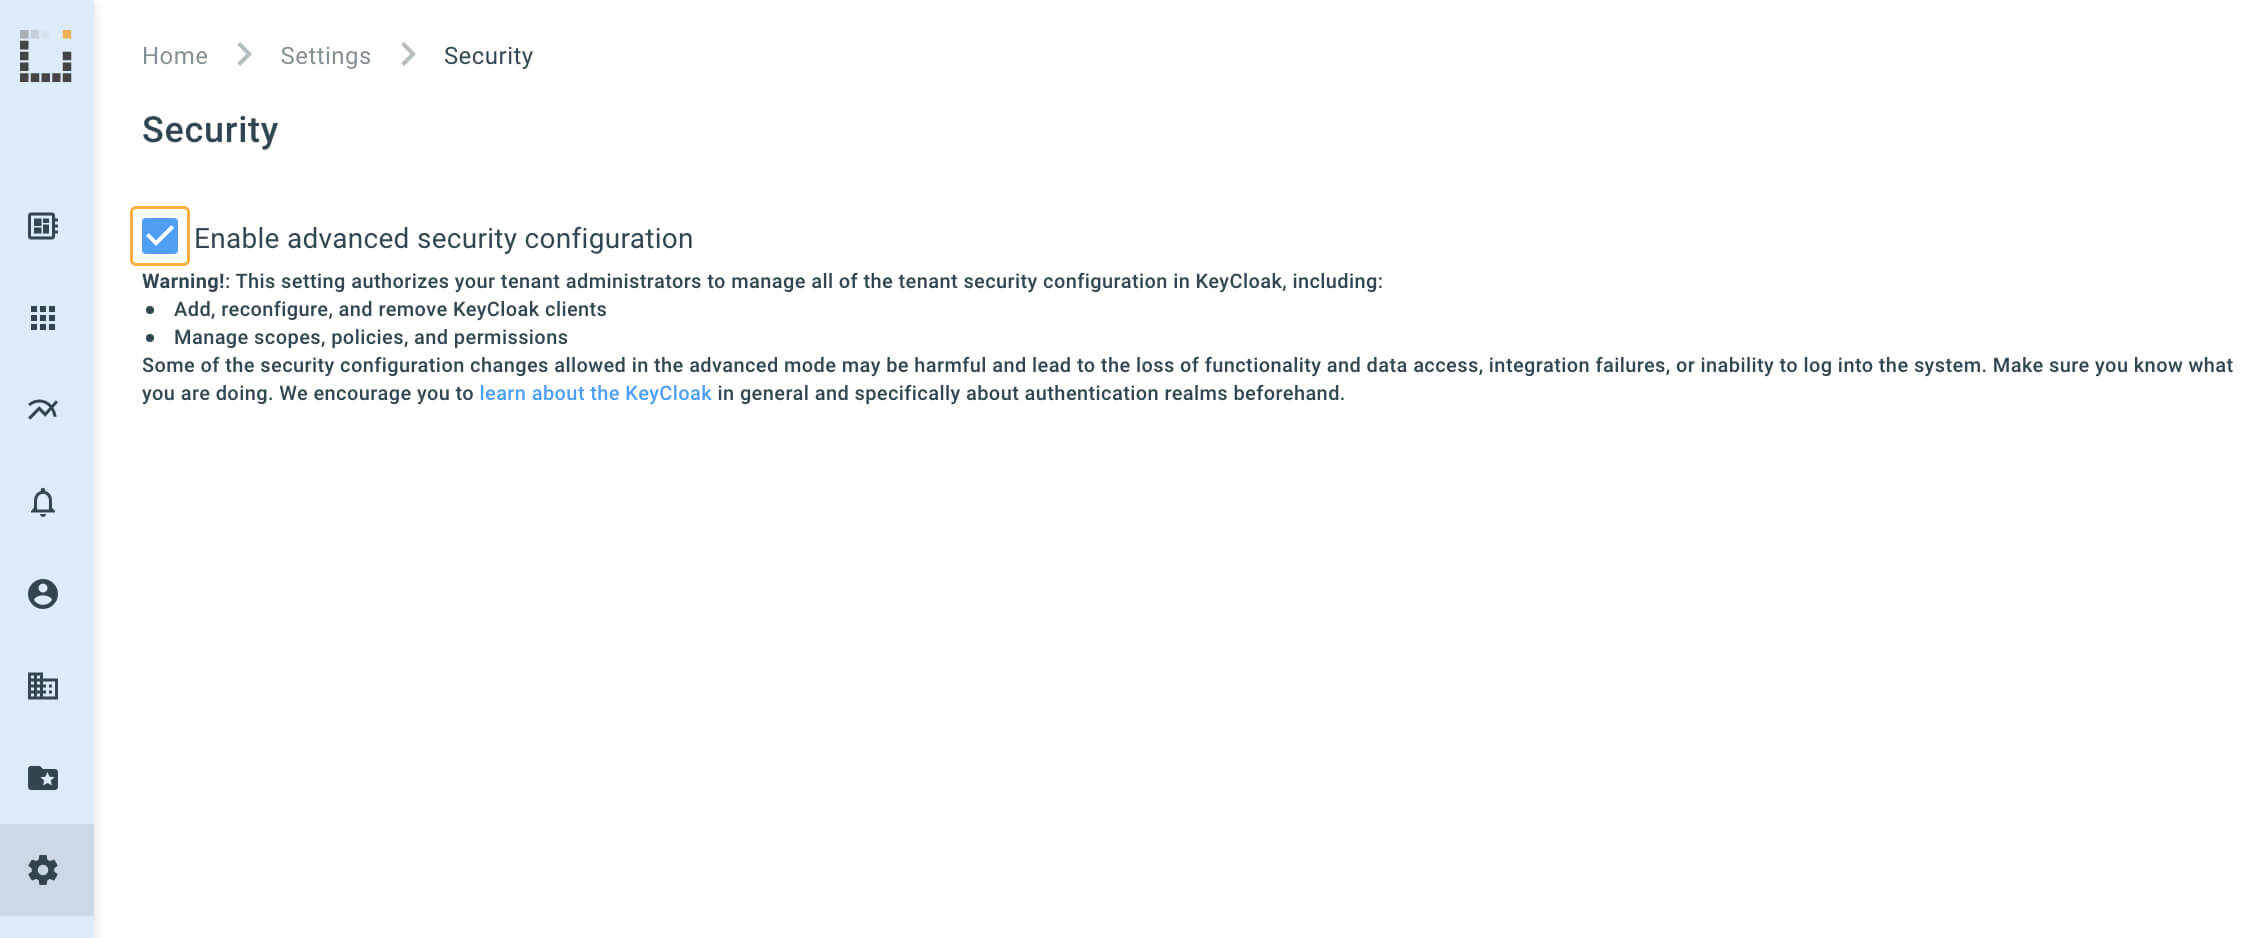 Home > Settings > Security
Security
Enable advanced security configuration
Warning!: This setting authorizes your tenant administrators to manage all of the tenant security configuration in KeyCloak, including:
• Add, reconfigure, and remove KeyCloak clients
• Manage scopes, policies, and permissions
Some of the security configuration changes allowed in the advanced mode may be harmful and lead to the loss of functionality and data access, integration failures, or inability to log into the system. Make sure you know what
you are doing. We encourage you to learn about the KeyCloak in general and specifically about authentication realms beforehand.